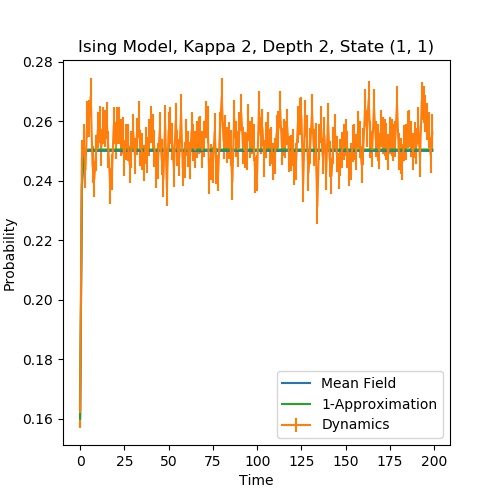 Ising Model, Kappa 2, Depth 2, State (1, 1)
0.28
0.26
0.24
0.22
0.20
0.18
0.16
Probability
0
25
50
75
100
125
150
175
200
Time
Mean Field
1-Approximation
Dynamics